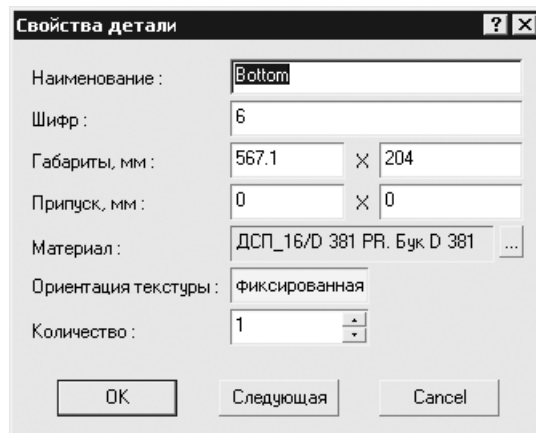 Свойства детали
Наименование : Bottom
Шифр : 6
Габариты, мм : 567.1 X 204
Припуск, мм : 0 X 0
Материал : ДСП_16/D 381 PR. Бук D 381 ...
Ориентация текстуры : фиксированная
Количество : 1
OK Следующая Cancel